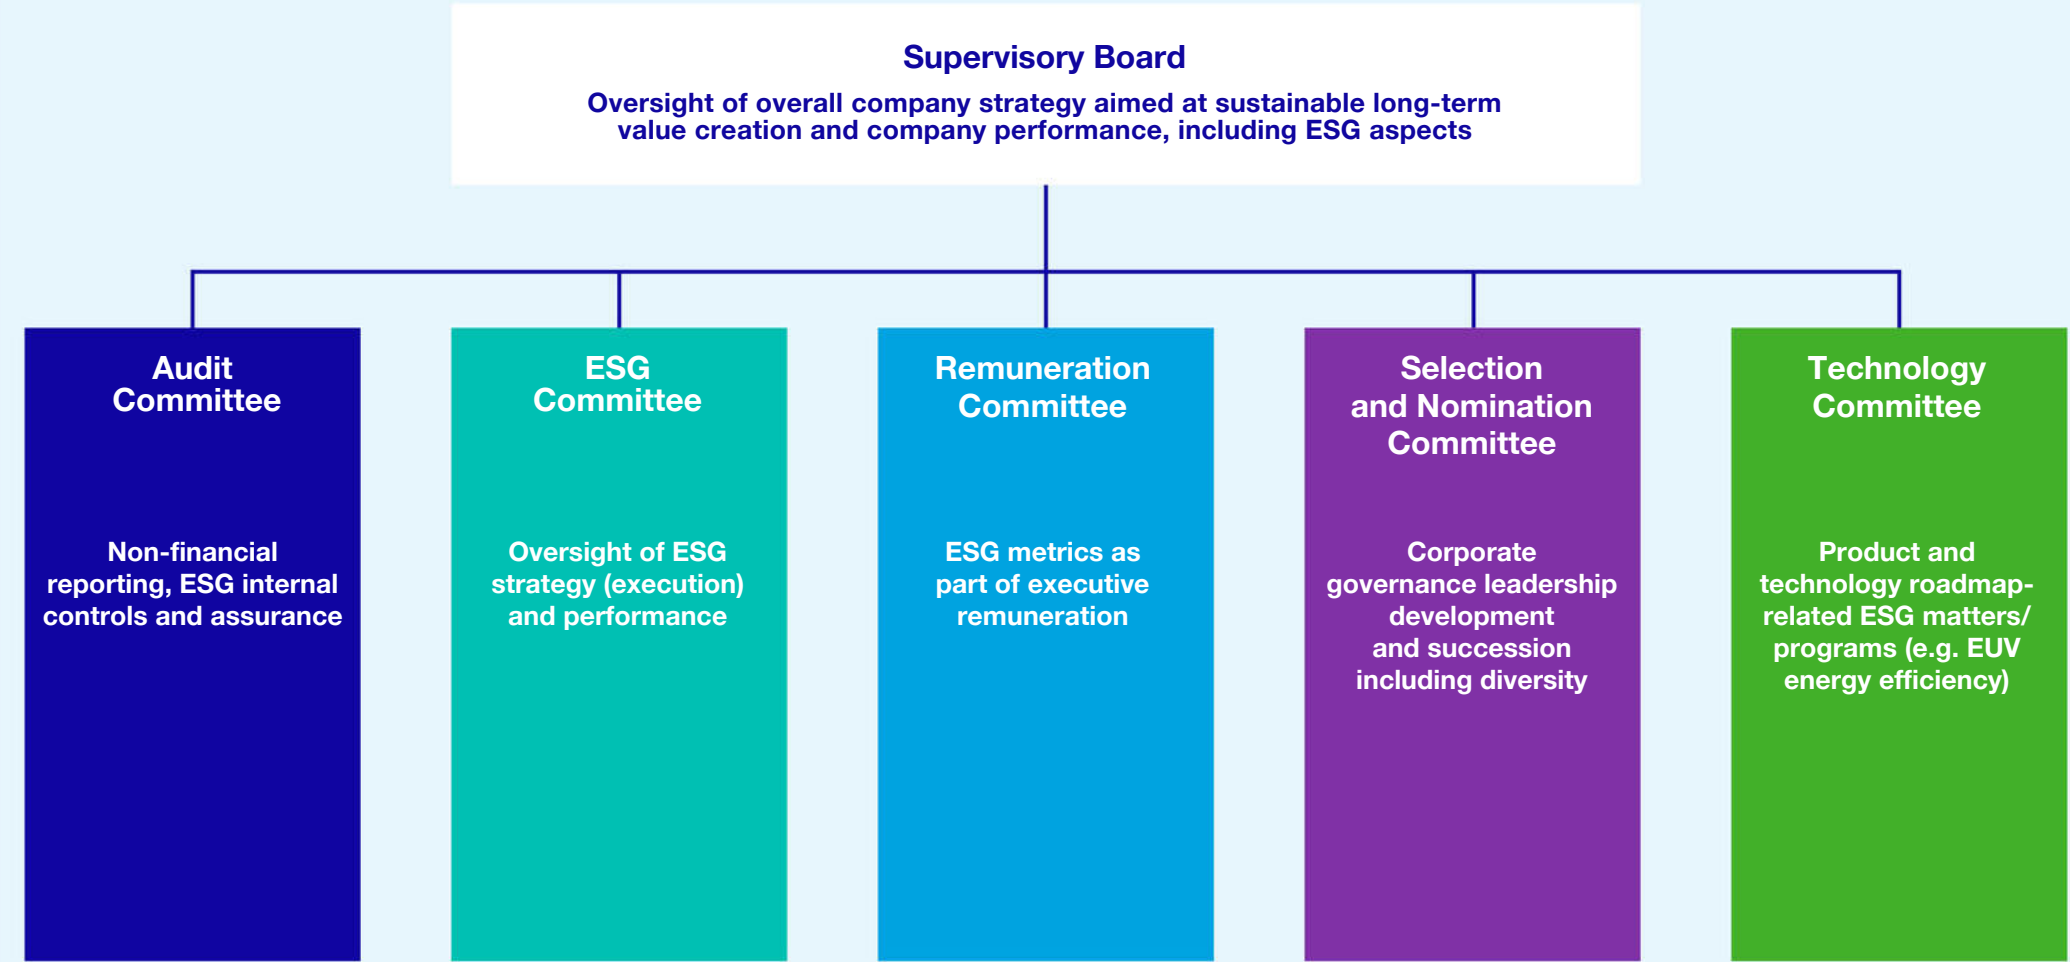 Supervisory Board
Oversight of overall company strategy aimed at sustainable long-term
value creation and company performance, including ESG aspects
Audit
Committee
Non-financial
reporting, ESG internal
controls and assurance
ESG
Committee
Oversight of ESG
strategy (execution)
and performance
Remuneration
Committee
ESG metrics as
part of executive
remuneration
Selection
and Nomination
Committee
Corporate
governance leadership
development
and succession
including diversity
Technology
Committee
Product and
technology roadmap-
related ESG matters/
programs (e.g. EUV
energy efficiency)